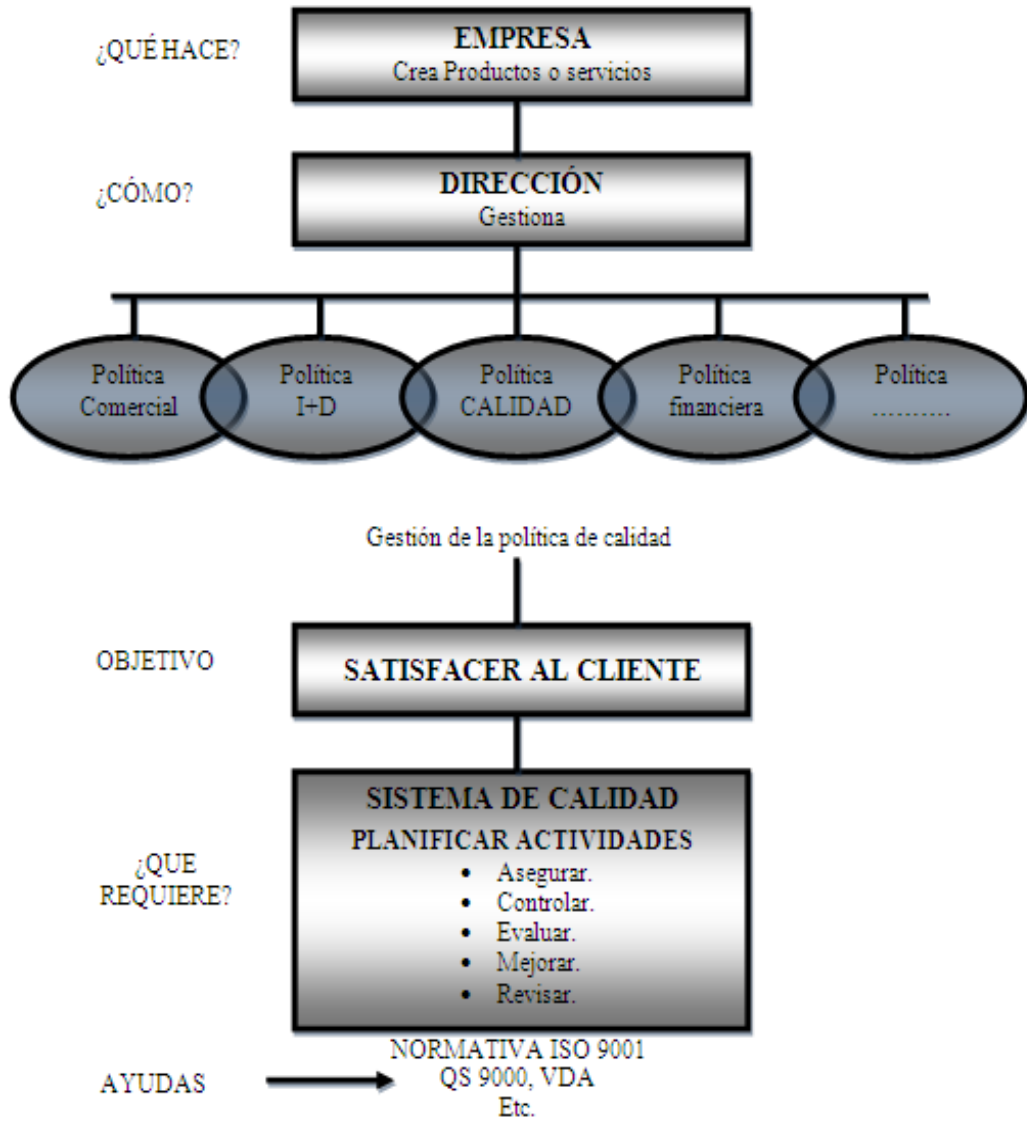 ¿QUÉ HACE?
EMPRESA
Crea Productos o servicios
¿CÓMO?
DIRECCIÓN
Gestiona
Política
Comercial
Política
I+D
Política
CALIDAD
Política
financiera
Política
……….
Gestión de la política de calidad
OBJETIVO
SATISFACER AL CLIENTE
¿QUE
REQUIERE?
SISTEMA DE CALIDAD
PLANIFICAR ACTIVIDADES
• Asegurar.
• Controlar.
• Evaluar.
• Mejorar.
• Revisar.
AYUDAS
NORMATIVA ISO 9001
QS 9000, VDA
Etc.